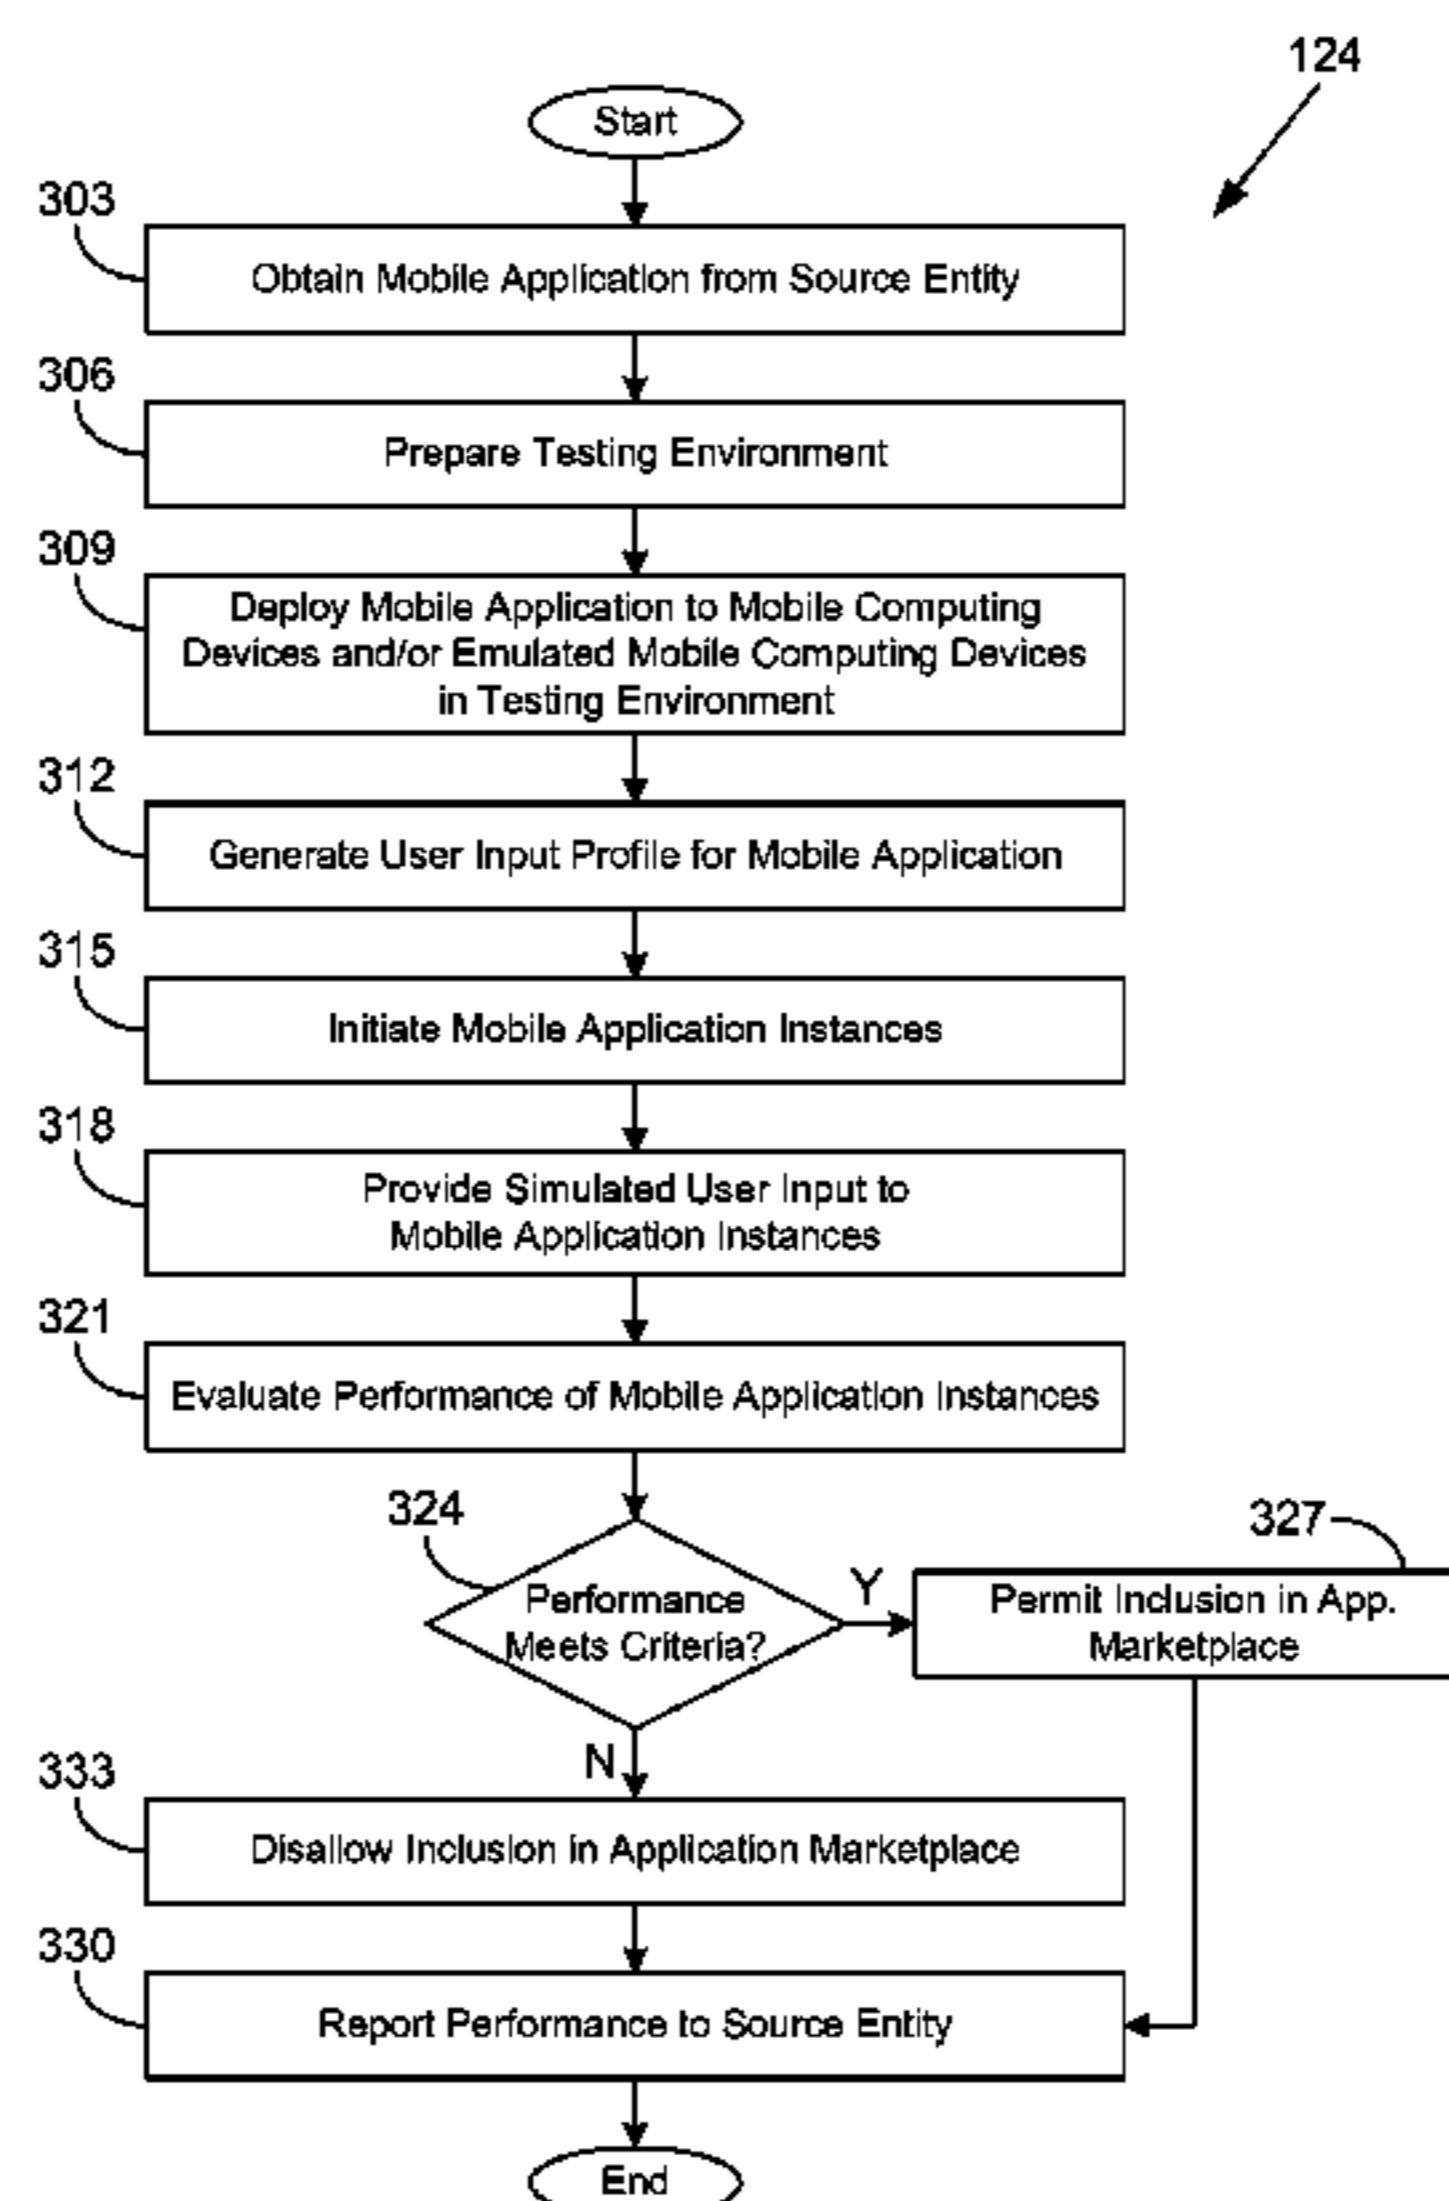 124
Start
303
Obtain Mobile Application from Source Entity
306
Prepare Testing Environment
309
Deploy Mobile Application to Mobile Computing
Devices and/or Emulated Mobile Computing Devices
in Testing Environment
312
Generate User Input Profile for Mobile Application
315
Initiate Mobile Application Instances
318
Provide Simulated User Input to
Mobile Application Instances
321
Evaluate Performance of Mobile Application Instances
324
Performance
Meets Criteria?
Y
327
Permit Inclusion in App.
Marketplace
N
333
Disallow Inclusion in Application Marketplace
330
Report Performance to Source Entity
End